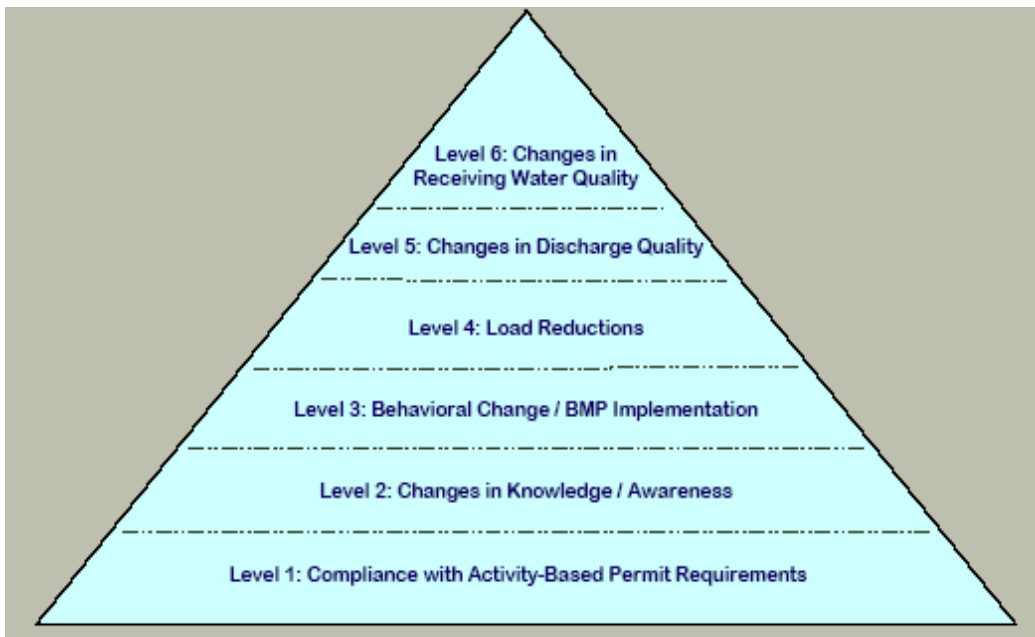 Level 6: Changes in
Receiving Water Quality
Level 5: Changes in Discharge Quality
Level 4: Load Reductions
Level 3: Behavioral Change / BMP Implementation
Level 2: Changes in Knowledge / Awareness
Level 1: Compliance with Activity-Based Permit Requirements